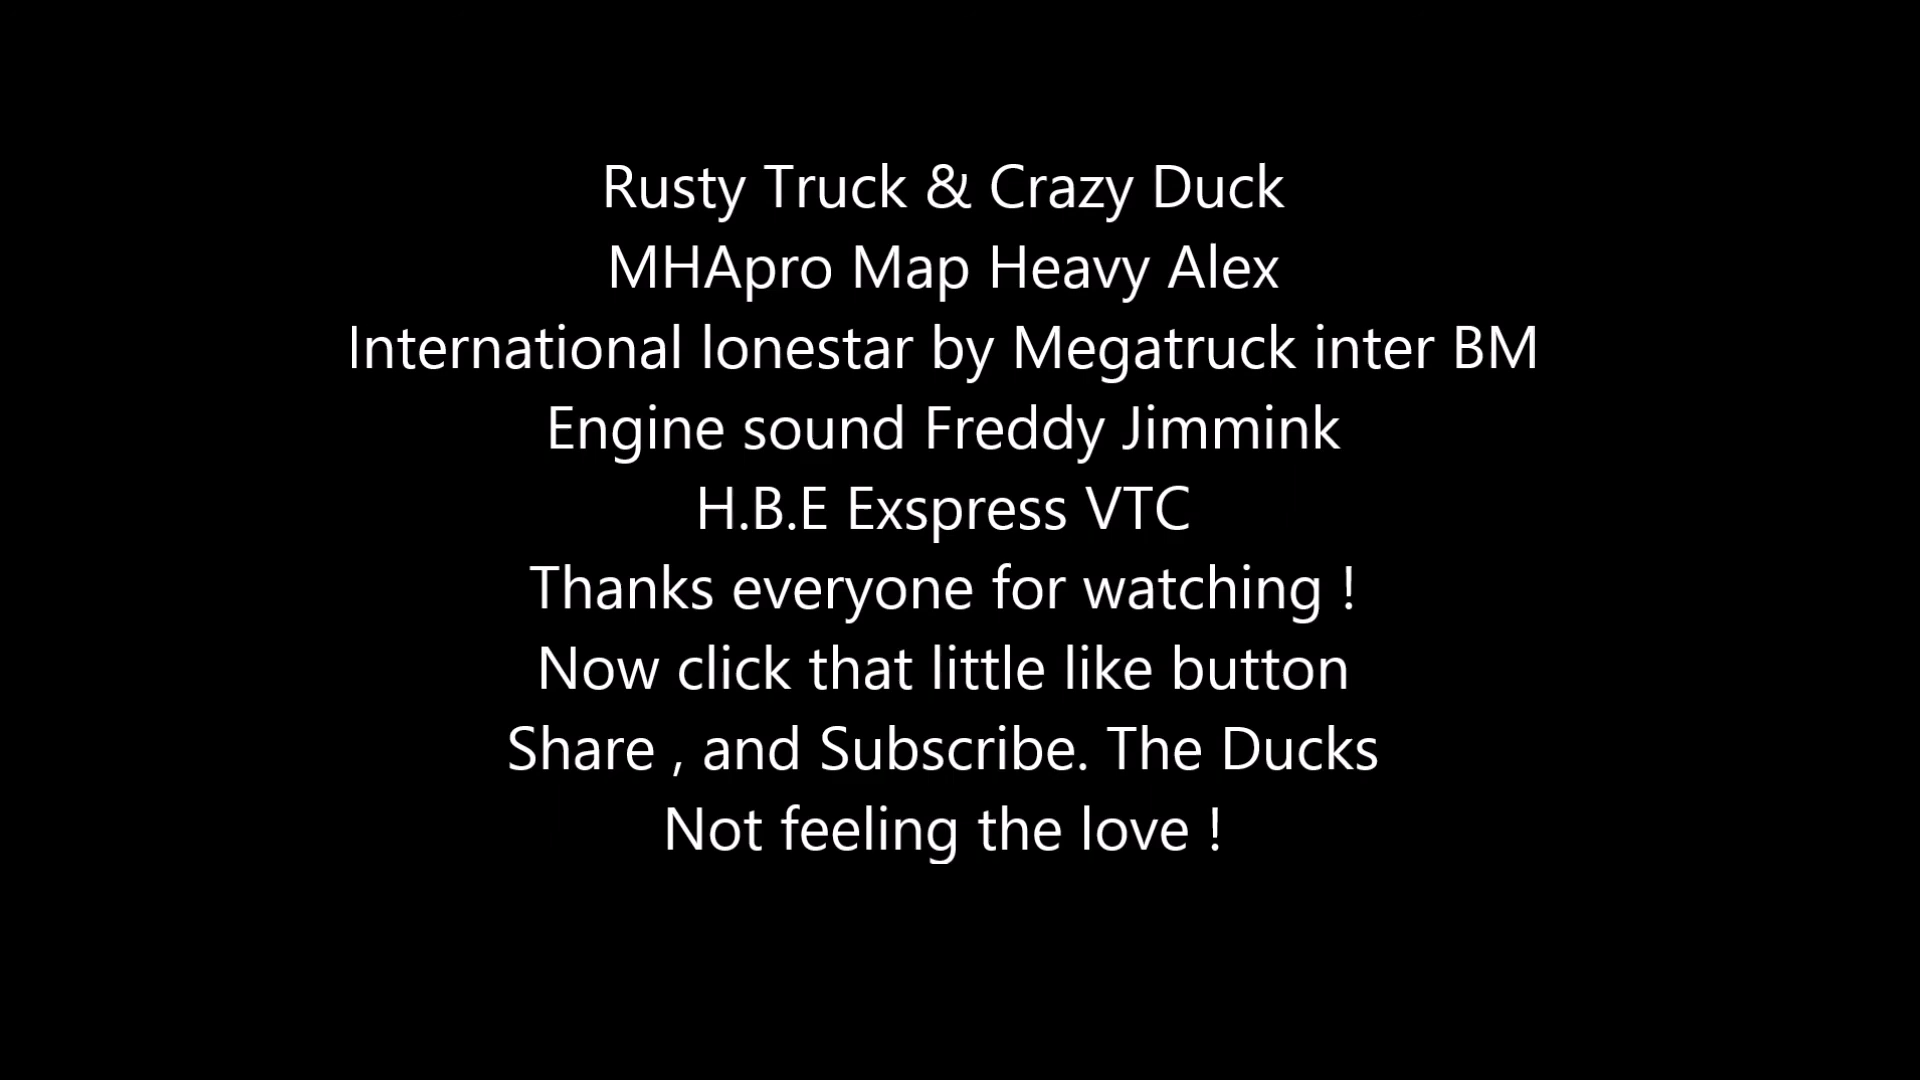 Rusty Truck & Crazy Duck
MHApro Map Heavy Alex
International lonestar by Megatruck inter BM
Engine sound Freddy Jimmink
H.B.E Exspress VTC
Thanks everyone for watching !
Now click that little like button
Share , and Subscribe. The Ducks
Not feeling the love !